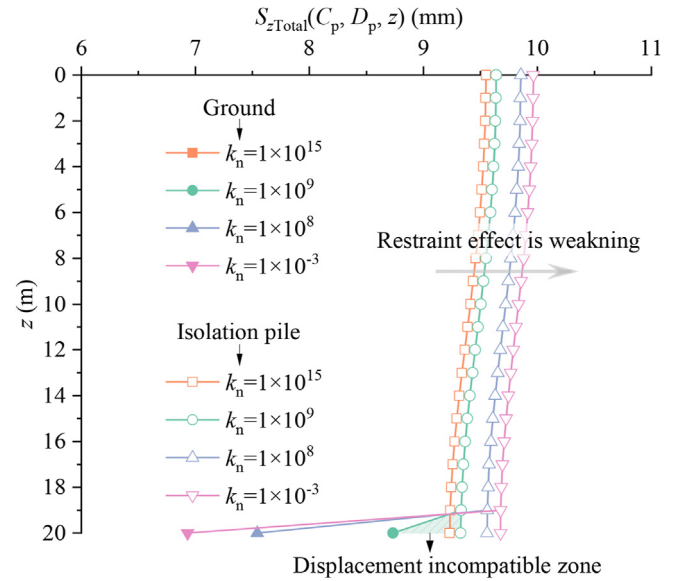 S_zTotal(C_p, D_p, z) (mm)
6 7 8 9 10 11
0
2
4
6
8
10
12
14
16
18
20
z (m)
Ground
k_n=1×10^15
k_n=1×10^9
k_n=1×10^8
k_n=1×10^-3
Restraint effect is weakning
Isolation pile
k_n=1×10^15
k_n=1×10^9
k_n=1×10^8
k_n=1×10^-3
Displacement incompatible zone